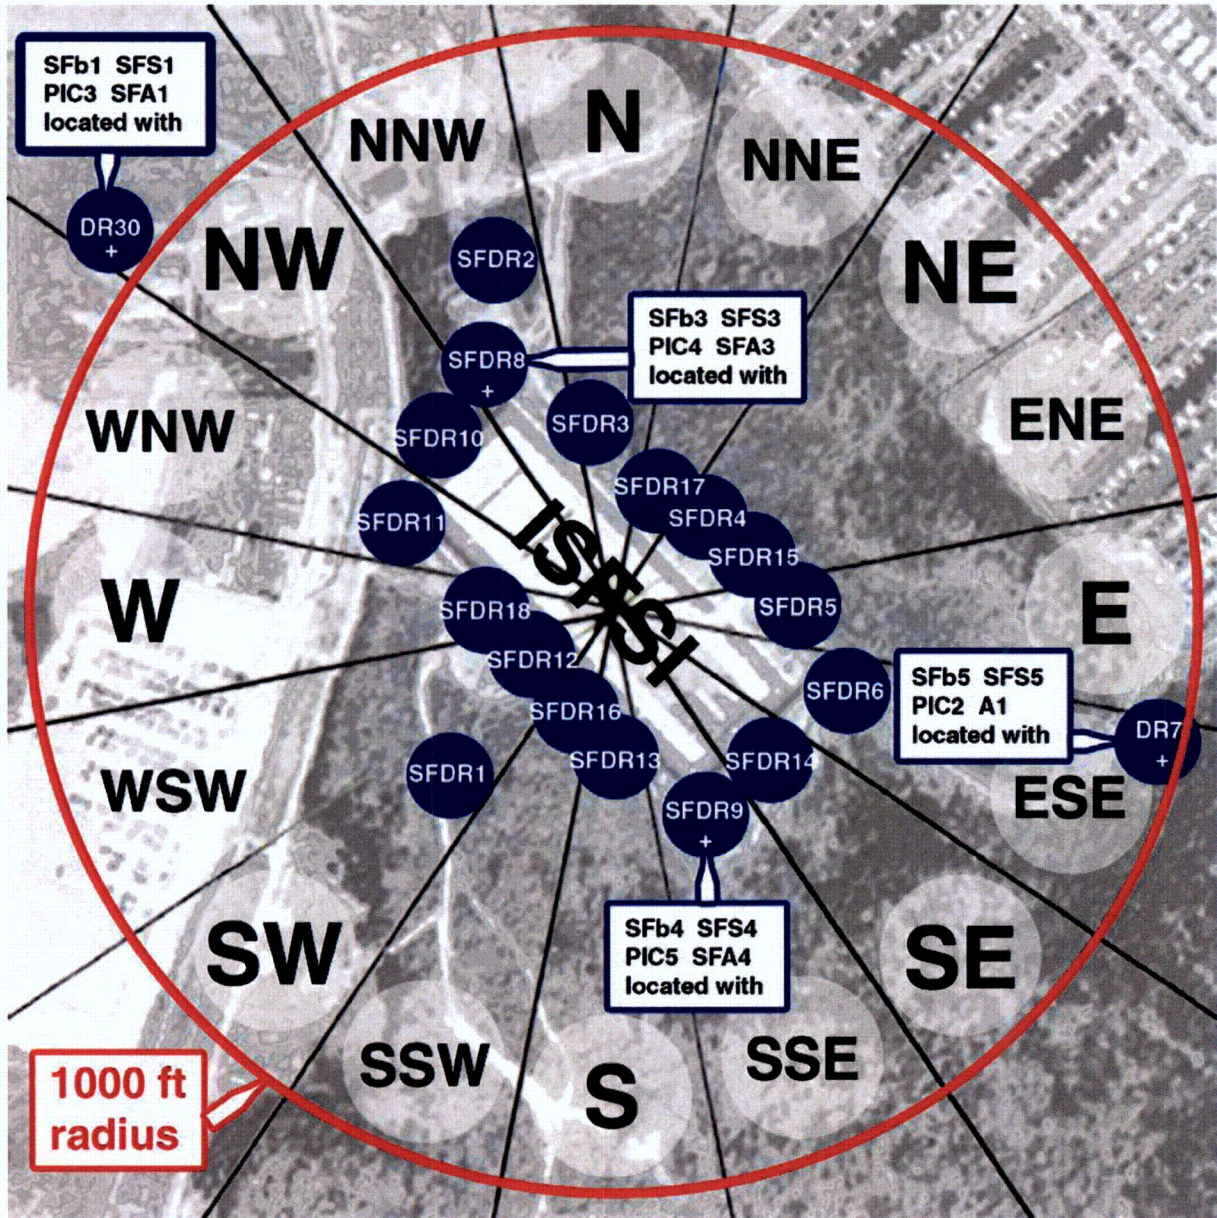 SFb1 SFS1
PIC3 SFA1
located with
DR30
+
NNW
N
NNE
NW
NE
SFDR2
SFb3 SFS3
PIC4 SFA3
located with
SFDR8
+
SFDR3
SFDR10
WNW
ENE
SFDR17
SFDR4
SFDR11
SFDR15
ISFSI
W
SFDR18
SFDR5
E
SFDR12
SFDR6
SFb5 SFS5
PIC2 A1
located with
DR7
+
SFDR16
SFDR13
SFDR14
SFDR1
WSW
ESE
SFDR9
+
SFb4 SFS4
PIC5 SFA4
located with
SW
SE
SSW
S
SSE
1000 ft
radius